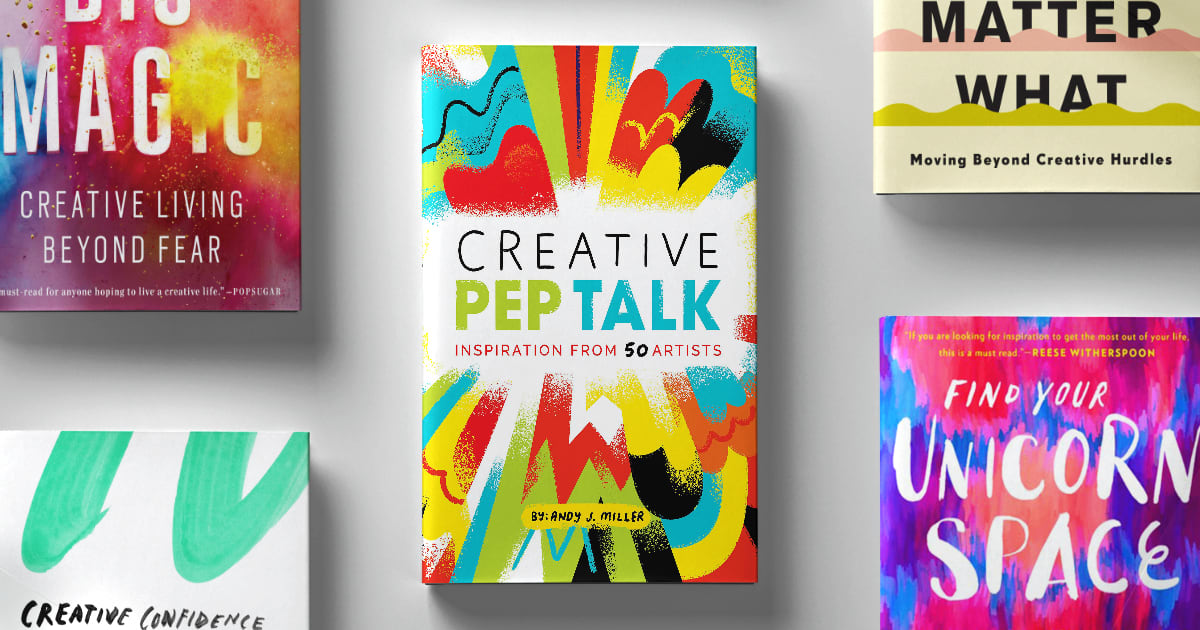 BIG
MAGIC
CREATIVE LIVING
BEYOND FEAR
must-read for anyone hoping to live a creative life." —POPSUGAR
CREATIVE
PEP TALK
INSPIRATION FROM 50 ARTISTS
BY: ANDY J. MILLER
MATTER
WHAT
Moving Beyond Creative Hurdles
CREATIVE CONFIDENCE
"If you are looking for inspiration to get the most out of your life,
this is a must read." —REESE WITHERSPOON
FIND YOUR
UNICORN
SPACE